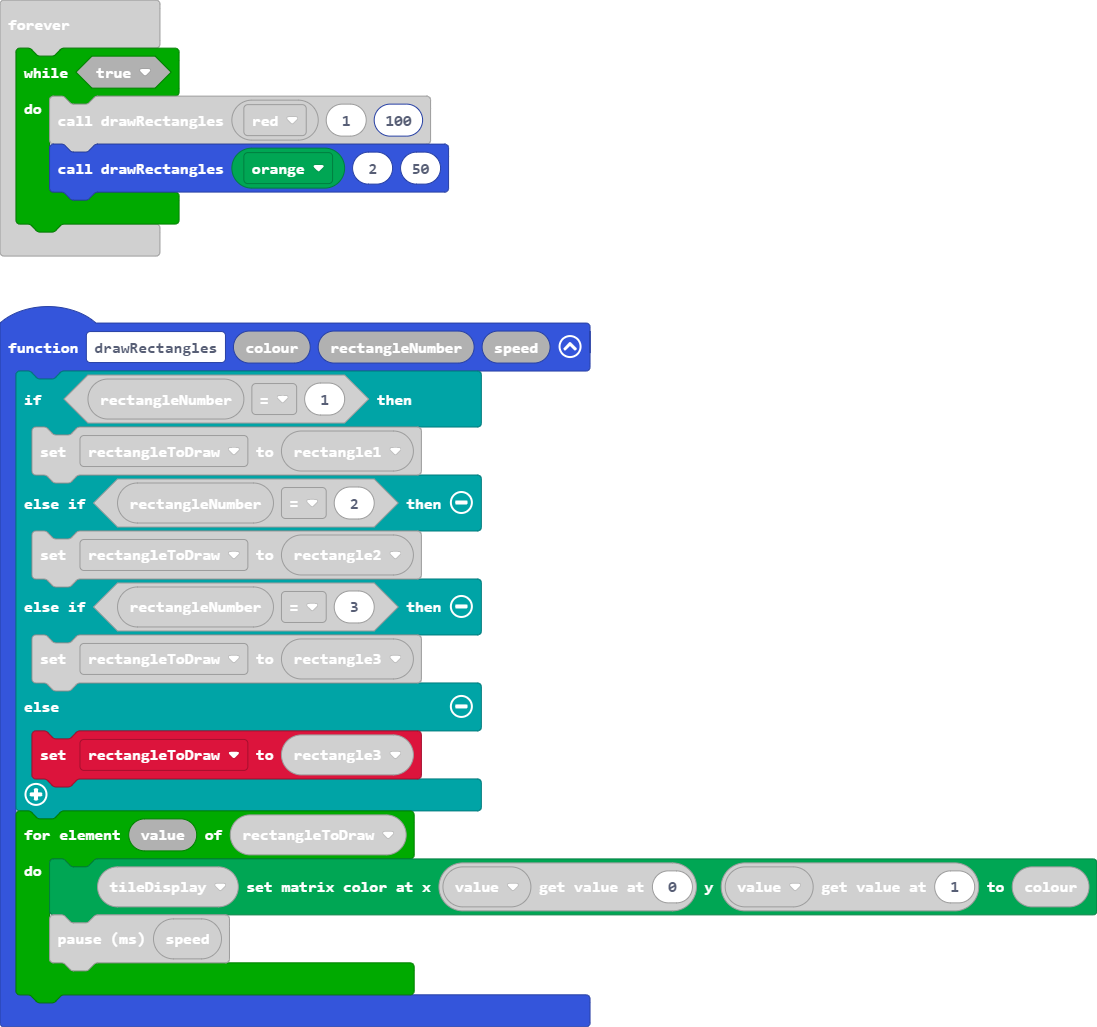 forever
while true
do
call drawRectangles red 1 100
call drawRectangles orange 2 50
function drawRectangles colour rectangleNumber speed
if rectangleNumber = 1 then
set rectangleToDraw to rectangle1
else if rectangleNumber = 2 then
set rectangleToDraw to rectangle2
else if rectangleNumber = 3 then
set rectangleToDraw to rectangle3
else
set rectangleToDraw to rectangle3
for element value of rectangleToDraw
do
tileDisplay set matrix color at x value get value at 0 y value get value at 1 to colour
pause (ms) speed